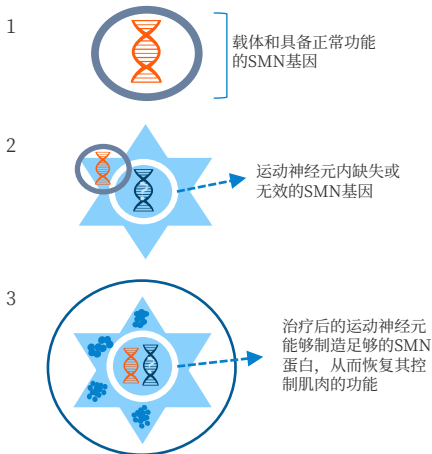 1
载体和具备正常功能
的SMN基因
2
运动神经元内缺失或
无效的SMN基因
3
治疗后的运动神经元
能够制造足够的SMN
蛋白，从而恢复其控
制肌肉的功能